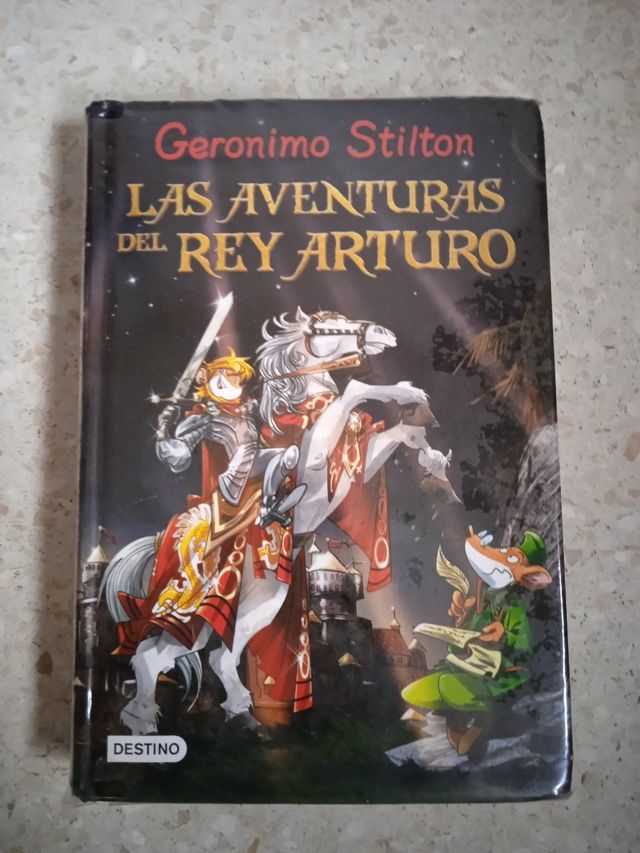 Geronimo Stilton
LAS AVENTURAS
DEL REY ARTURO
DESTINO